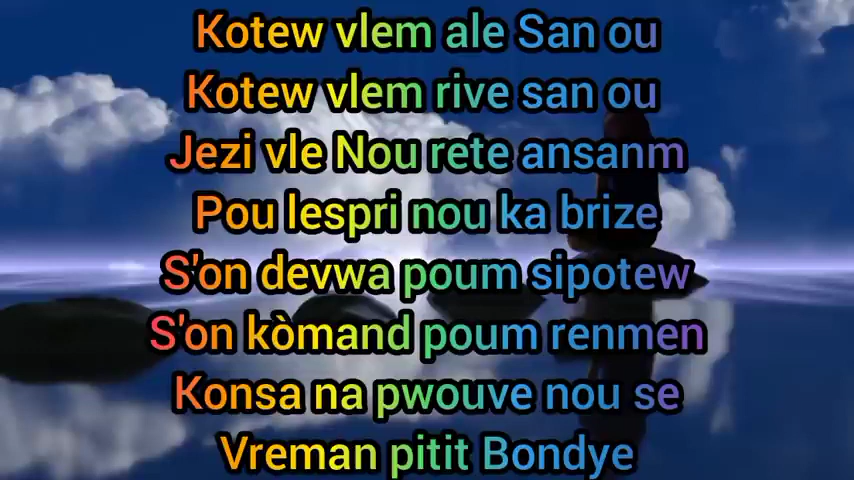 Kotew vlem ale San ou
Kotew vlem rive san ou
Jezi vle Nou rete ansanm
Pou lespri nou ka brize
S'on devwa poum sipotew
S'on kòmand poum renmen
Konsa na pwouve nou se
Vreman pitit Bondye